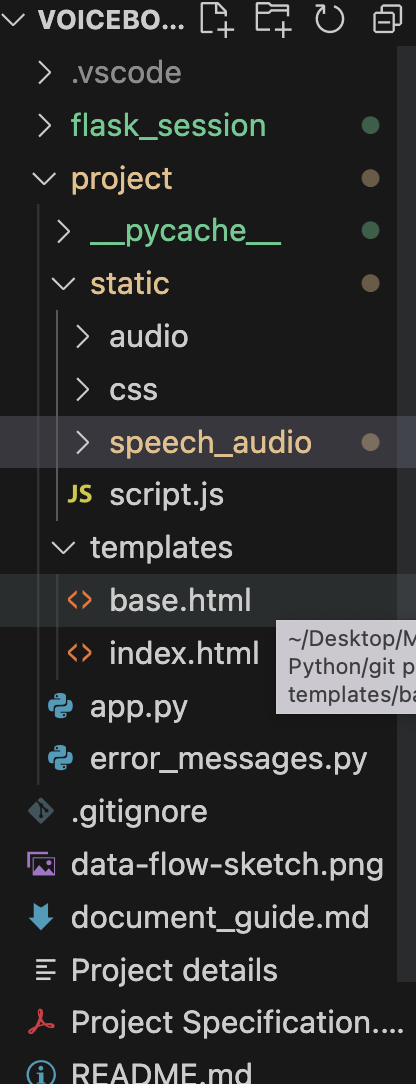 VOICEBO...
.vscode
flask_session
project
__pycache__
static
audio
css
speech_audio
JS script.js
templates
<> base.html
<> index.html
~/Desktop/M
Python/git p
templates/ba
app.py
error_messages.py
.gitignore
data-flow-sketch.png
document_guide.md
Project details
Project Specification....
README.md